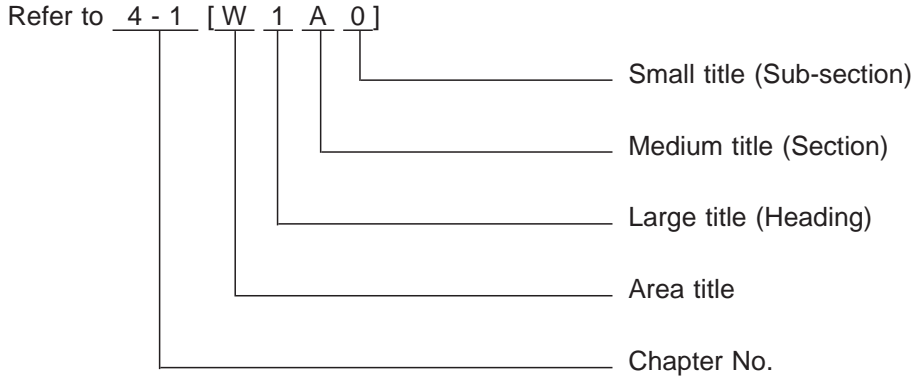 Refer to 4 - 1 [ W 1 A 0 ]
Small title (Sub-section)
Medium title (Section)
Large title (Heading)
Area title
Chapter No.